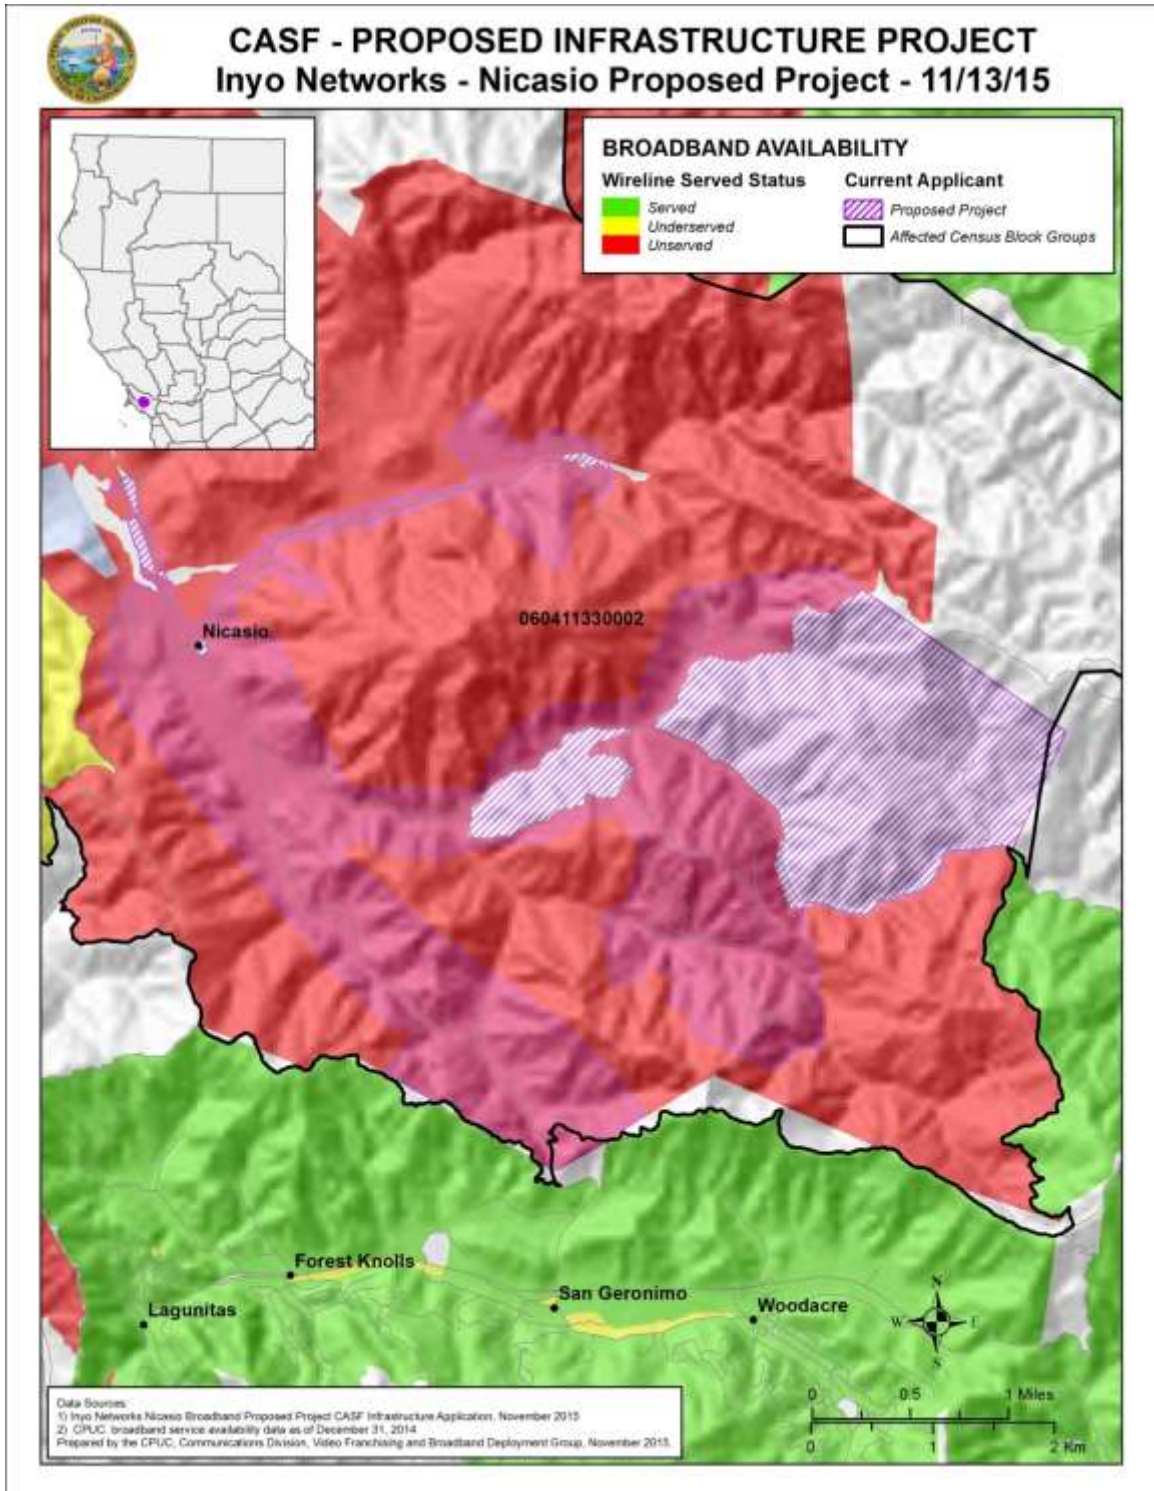 CASF - PROPOSED INFRASTRUCTURE PROJECT
Inyo Networks - Nicasio Proposed Project - 11/13/15
BROADBAND AVAILABILITY
Wireline Served Status
Served
Underserved
Unserved
Current Applicant
Proposed Project
Affected Census Block Groups
060411330002
Nicasio
Forest Knolls
San Geronimo
Lagunitas
Woodacre
N
W E
S
0 0.5 1 Miles
0 1 2 Km
Data Sources:
1) Inyo Networks Nicasio Broadband Proposed Project CASF Infrastructure Application, November 2015
2) CPUC broadband service availability data as of December 31, 2014
Prepared by the CPUC, Communications Division, Video Franchising and Broadband Deployment Group, November 2015.